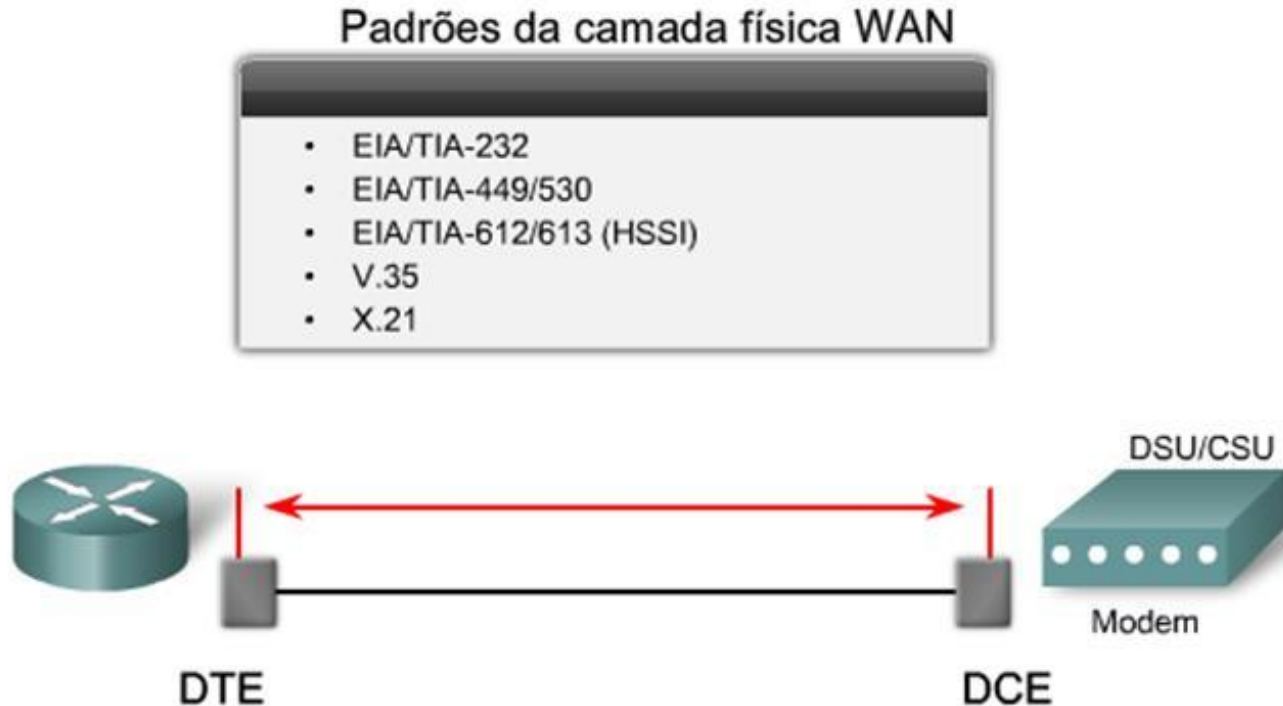 Padrões da camada física WAN
• EIA/TIA-232
• EIA/TIA-449/530
• EIA/TIA-612/613 (HSSI)
• V.35
• X.21
DSU/CSU
Modem
DTE
DCE